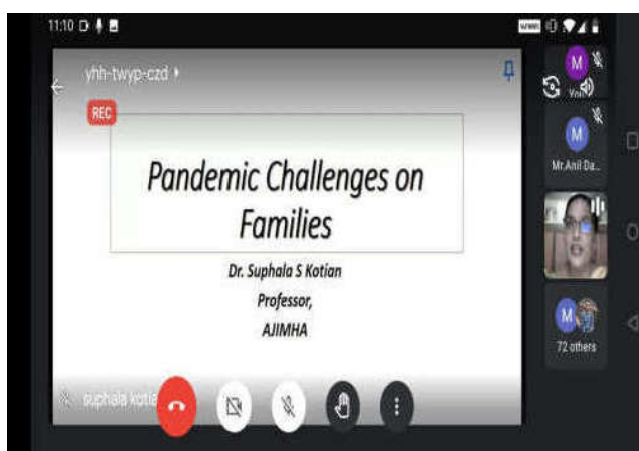 11:10
yhh-twyp-czd
REC
Pandemic Challenges on
Families
Dr. Suphala S Kotian
Professor,
AJIMHA
suphala kotia
M
You
M
Mr.Anil Da...
M
72 others